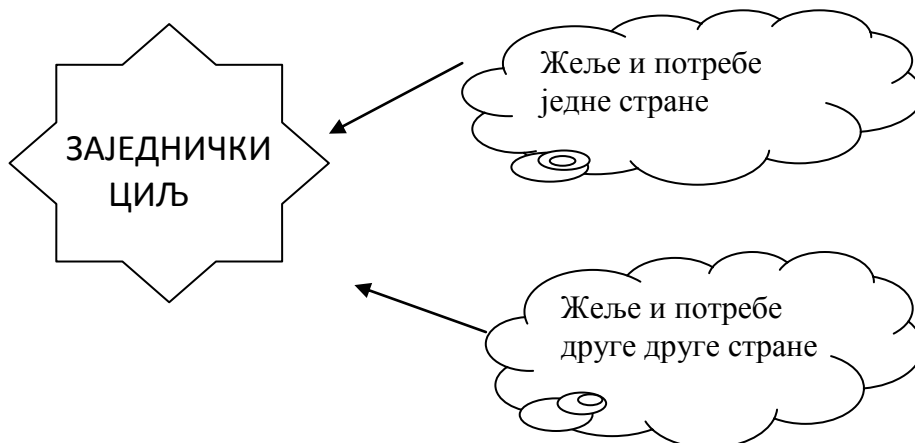 ЗАЈЕДНИЧКИ
ЦИЉ
Жеље и потребе
једне стране
Жеље и потребе
друге друге стране